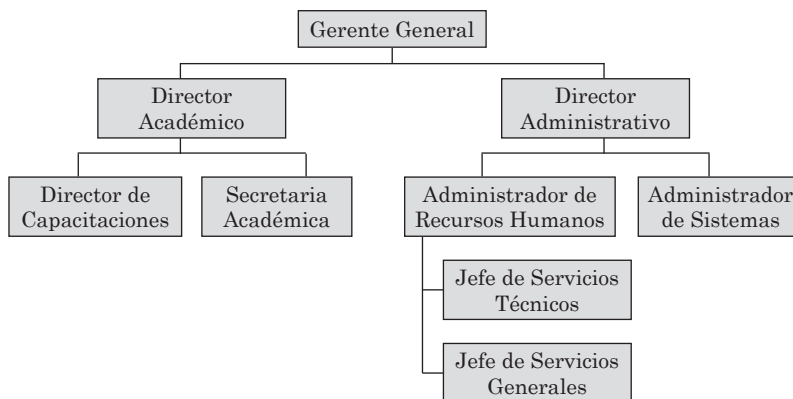 Gerente General
Director
Académico
Director
Administrativo
Director de
Capacitaciones
Secretaria
Académica
Administrador de
Recursos Humanos
Administrador
de Sistemas
Jefe de Servicios
Técnicos
Jefe de Servicios
Generales